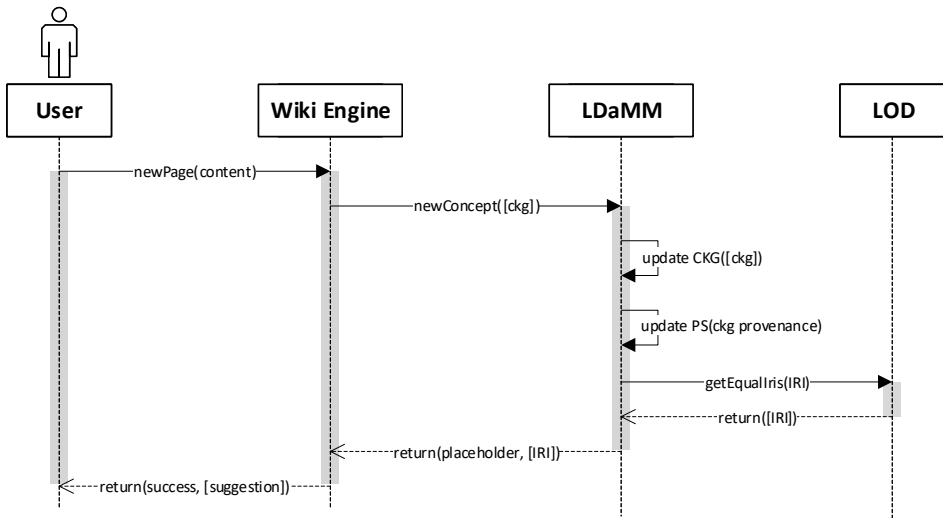 User
Wiki Engine
LDaMM
LOD
newPage(content)
newConcept([ckg])
update CKG([ckg])
update PS(ckg provenance)
getEqualIris(IRI)
return([IRI])
return(placeholder, [IRI])
return(success, [suggestion])